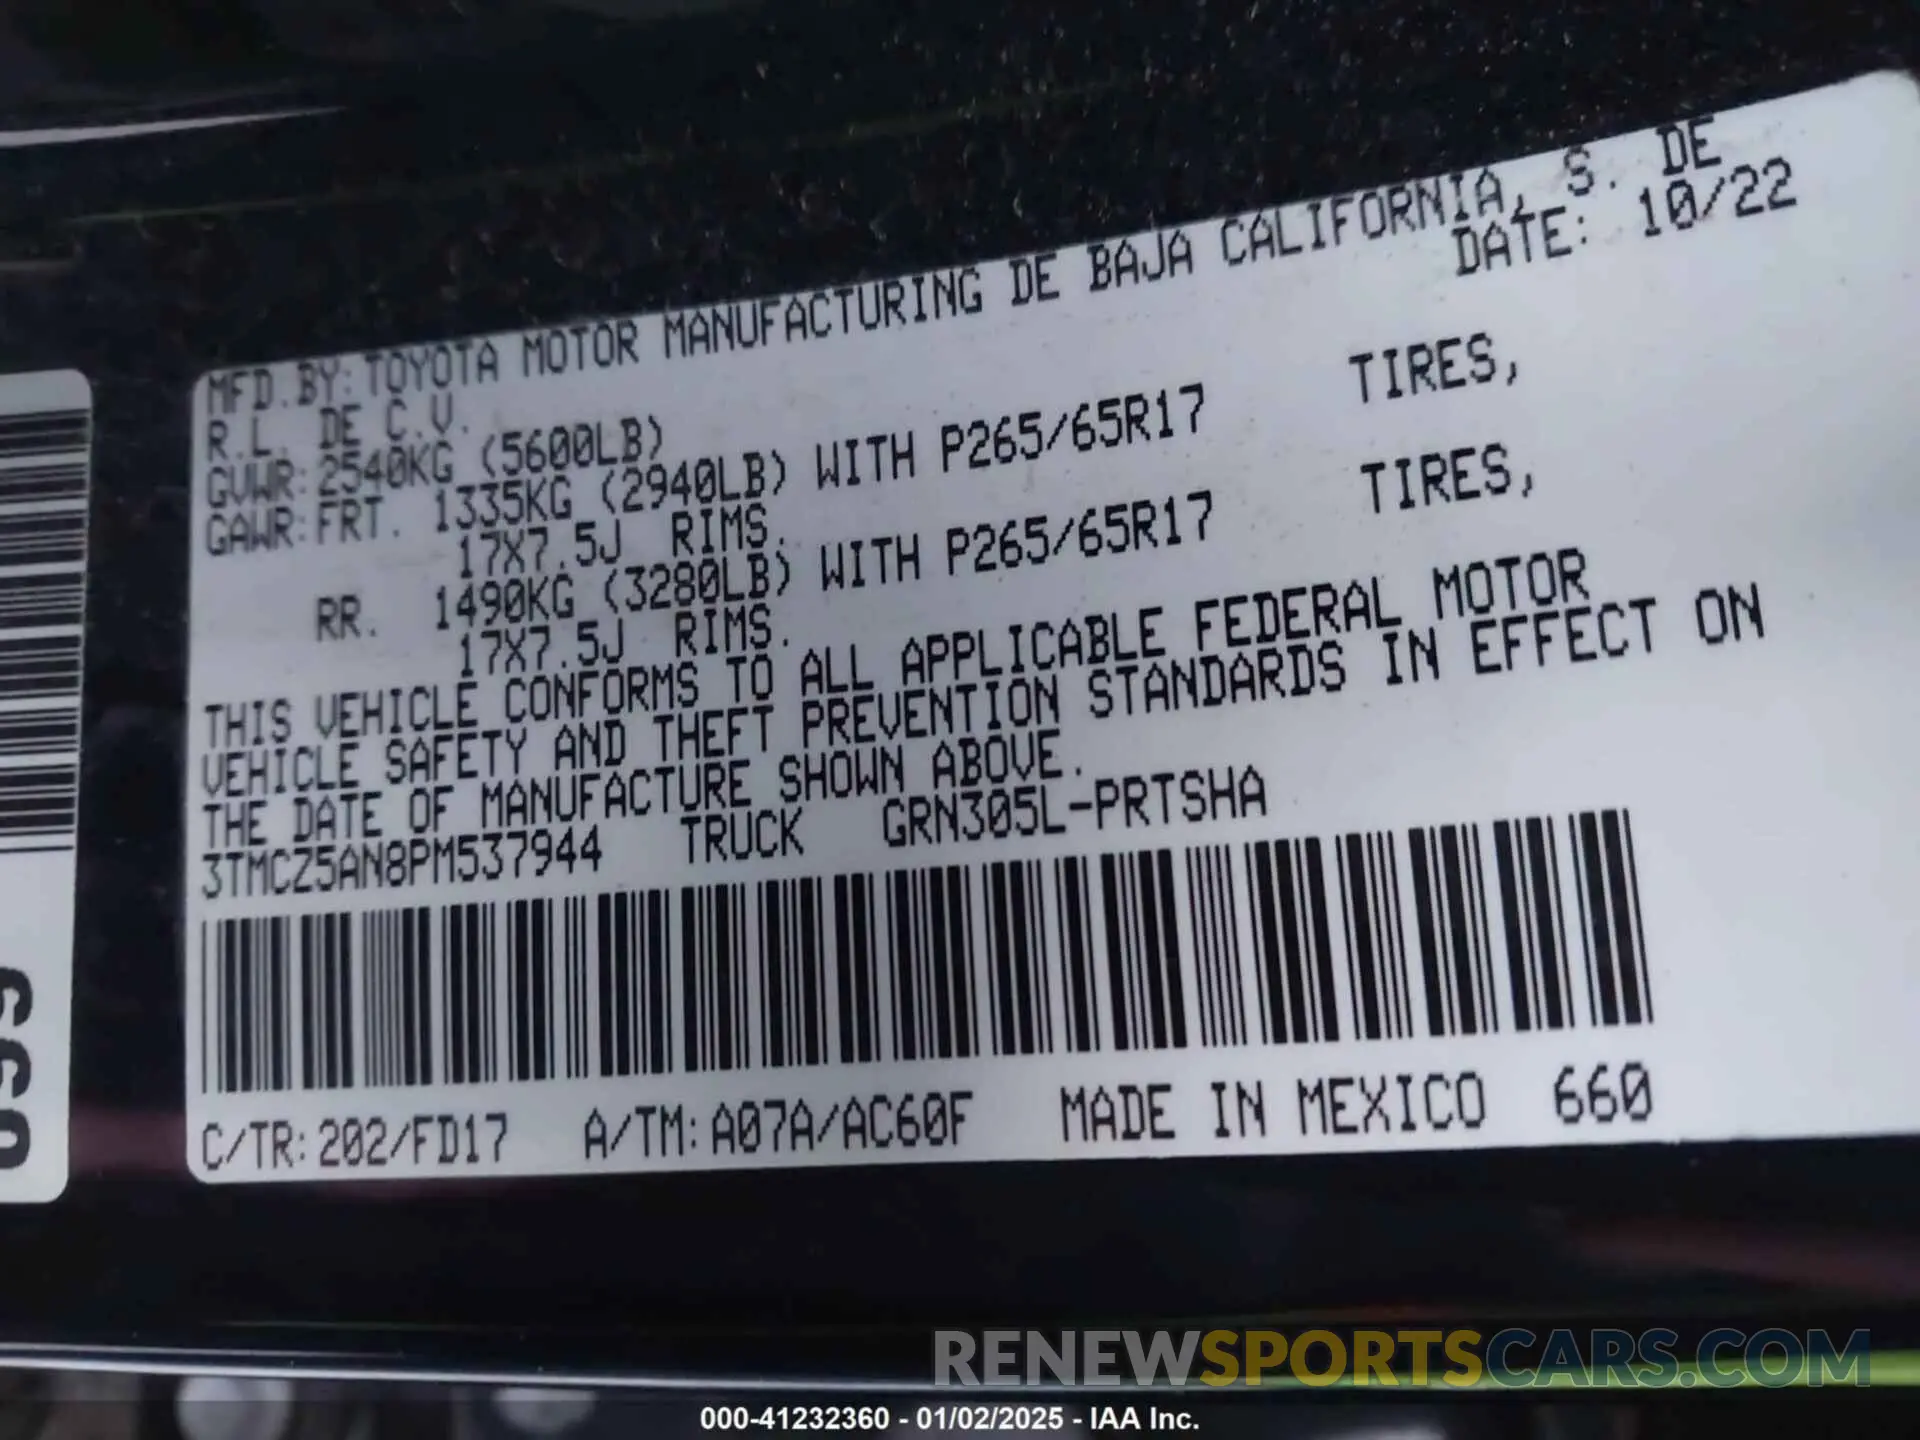 MFD.BY:TOYOTA MOTOR MANUFACTURING DE BAJA CALIFORNIA, S. DE
R.L. DE C.V. DATE: 10/22
GVWR:2540KG (5600LB)
GAWR:FRT. 1335KG (2940LB) WITH P265/65R17 TIRES,
17X7.5J RIMS.
RR. 1490KG (3280LB) WITH P265/65R17 TIRES,
17X7.5J RIMS.
THIS VEHICLE CONFORMS TO ALL APPLICABLE FEDERAL MOTOR
VEHICLE SAFETY AND THEFT PREVENTION STANDARDS IN EFFECT ON
THE DATE OF MANUFACTURE SHOWN ABOVE.
3TMCZ5AN8PM537944 TRUCK GRN305L-PRTSHA
C/TR:202/FD17 A/TM:A07A/AC60F MADE IN MEXICO 660
RENEWSPORTSCARS.COM
000-41232360 - 01/02/2025 - IAA Inc.